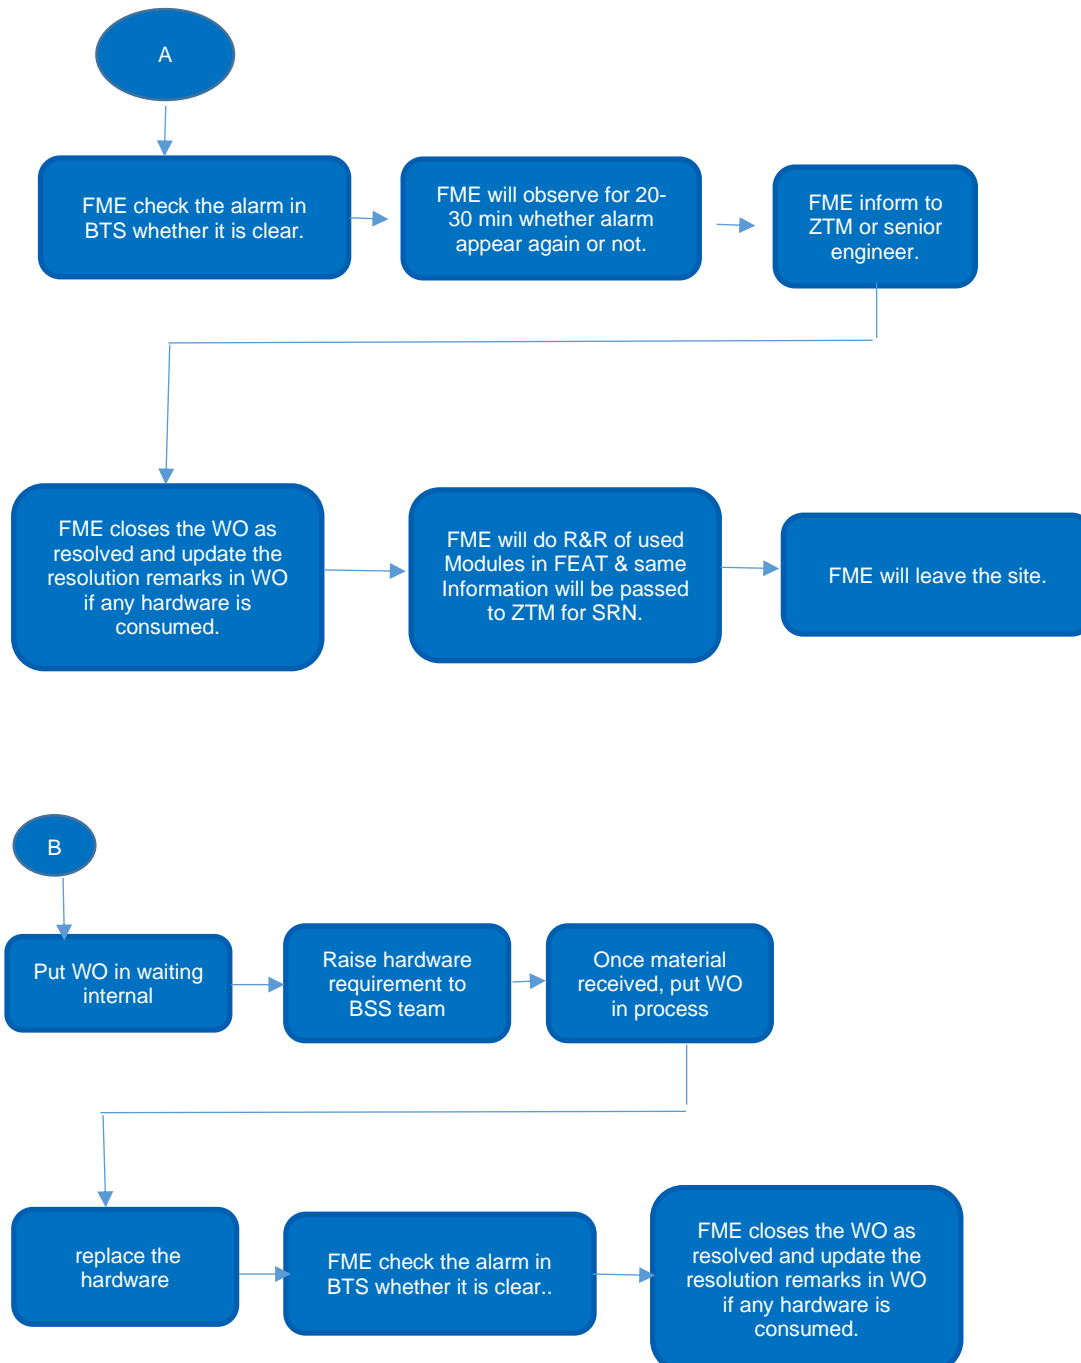 A
FME check the alarm in
BTS whether it is clear.
FME will observe for 20-
30 min whether alarm
appear again or not.
FME inform to
ZTM or senior
engineer.
FME closes the WO as
resolved and update the
resolution remarks in WO
if any hardware is
consumed.
FME will do R&R of used
Modules in FEAT & same
Information will be passed
to ZTM for SRN.
FME will leave the site.
B
Put WO in waiting
internal
Raise hardware
requirement to
BSS team
Once material
received, put WO
in process
replace the
hardware
FME check the alarm in
BTS whether it is clear..
FME closes the WO as
resolved and update the
resolution remarks in WO
if any hardware is
consumed.